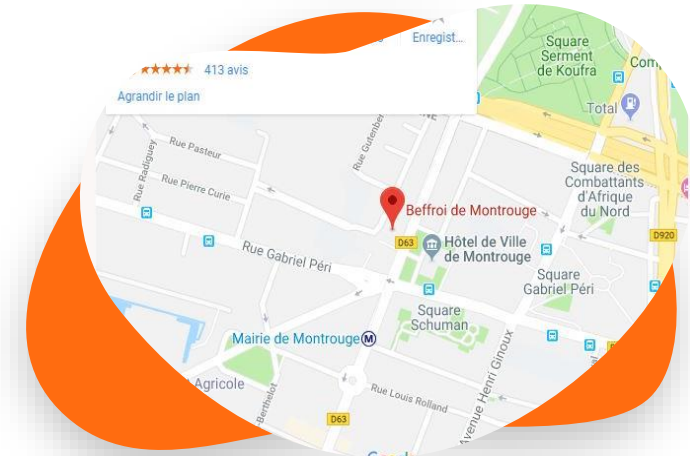 Enregist...
413 avis
Agrandir le plan
Square
Serment
de Koufra
Total
Rue Gutenber
Rue Pasteur
Rue Radiguey
Rue Pierre Curie
Square des
Combattants
d'Afrique
du Nord
Beffroi de Montrouge
D63
Hôtel de Ville
de Montrouge
D920
Rue Gabriel Péri
Square
Gabriel Péri
Square
Schuman
Mairie de Montrouge M
Agricole
Rue Louis Rolland
Avenue Henri Ginoux
-Berthelot
D63